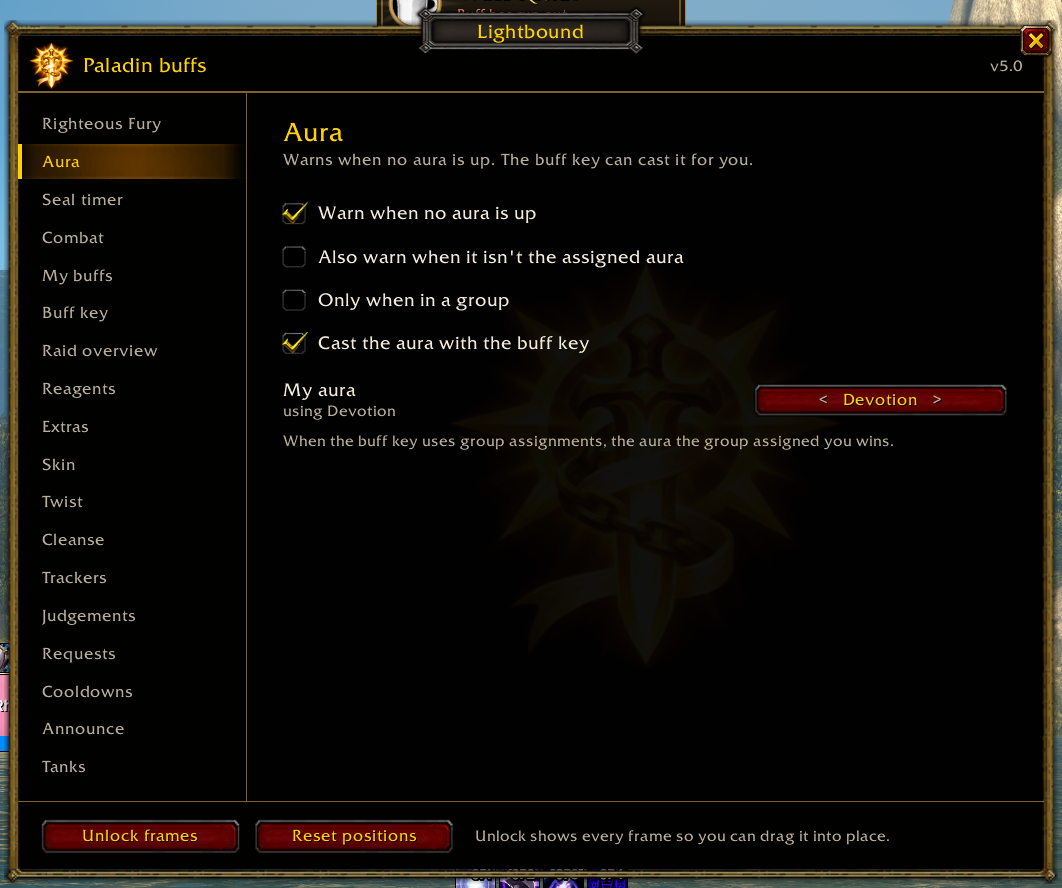 Lightbound
Paladin buffs
v5.0
Righteous Fury
Aura
Seal timer
Combat
My buffs
Buff key
Raid overview
Reagents
Extras
Skin
Twist
Cleanse
Trackers
Judgements
Requests
Cooldowns
Announce
Tanks
Aura
Warns when no aura is up. The buff key can cast it for you.
Warn when no aura is up
Also warn when it isn't the assigned aura
Only when in a group
Cast the aura with the buff key
My aura
using Devotion
< Devotion >
When the buff key uses group assignments, the aura the group assigned you wins.
Unlock frames
Reset positions
Unlock shows every frame so you can drag it into place.